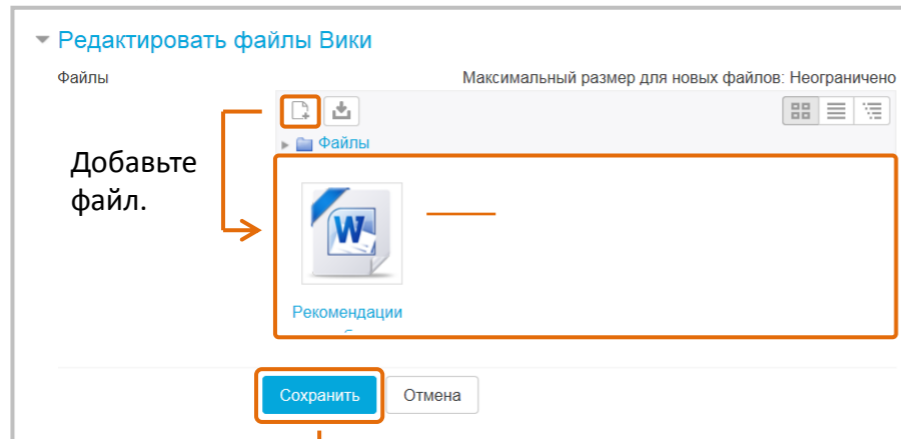 Редактировать файлы Вики
Файлы
Максимальный размер для новых файлов: Неограничено
Файлы
Добавьте
файл.
W
Рекомендации
Сохранить
Отмена